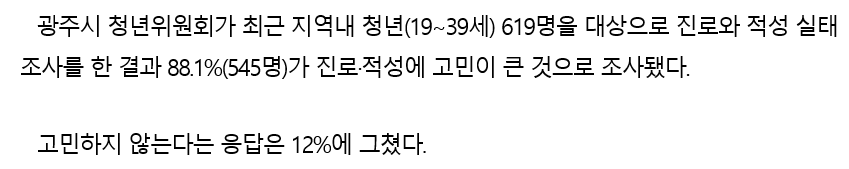 광주시 청년위원회가 최근 지역내 청년(19~39세) 619명을 대상으로 진로와 적성 실태
조사를 한 결과 88.1%(545명)가 진로·적성에 고민이 큰 것으로 조사됐다.
고민하지 않는다는 응답은 12%에 그쳤다.